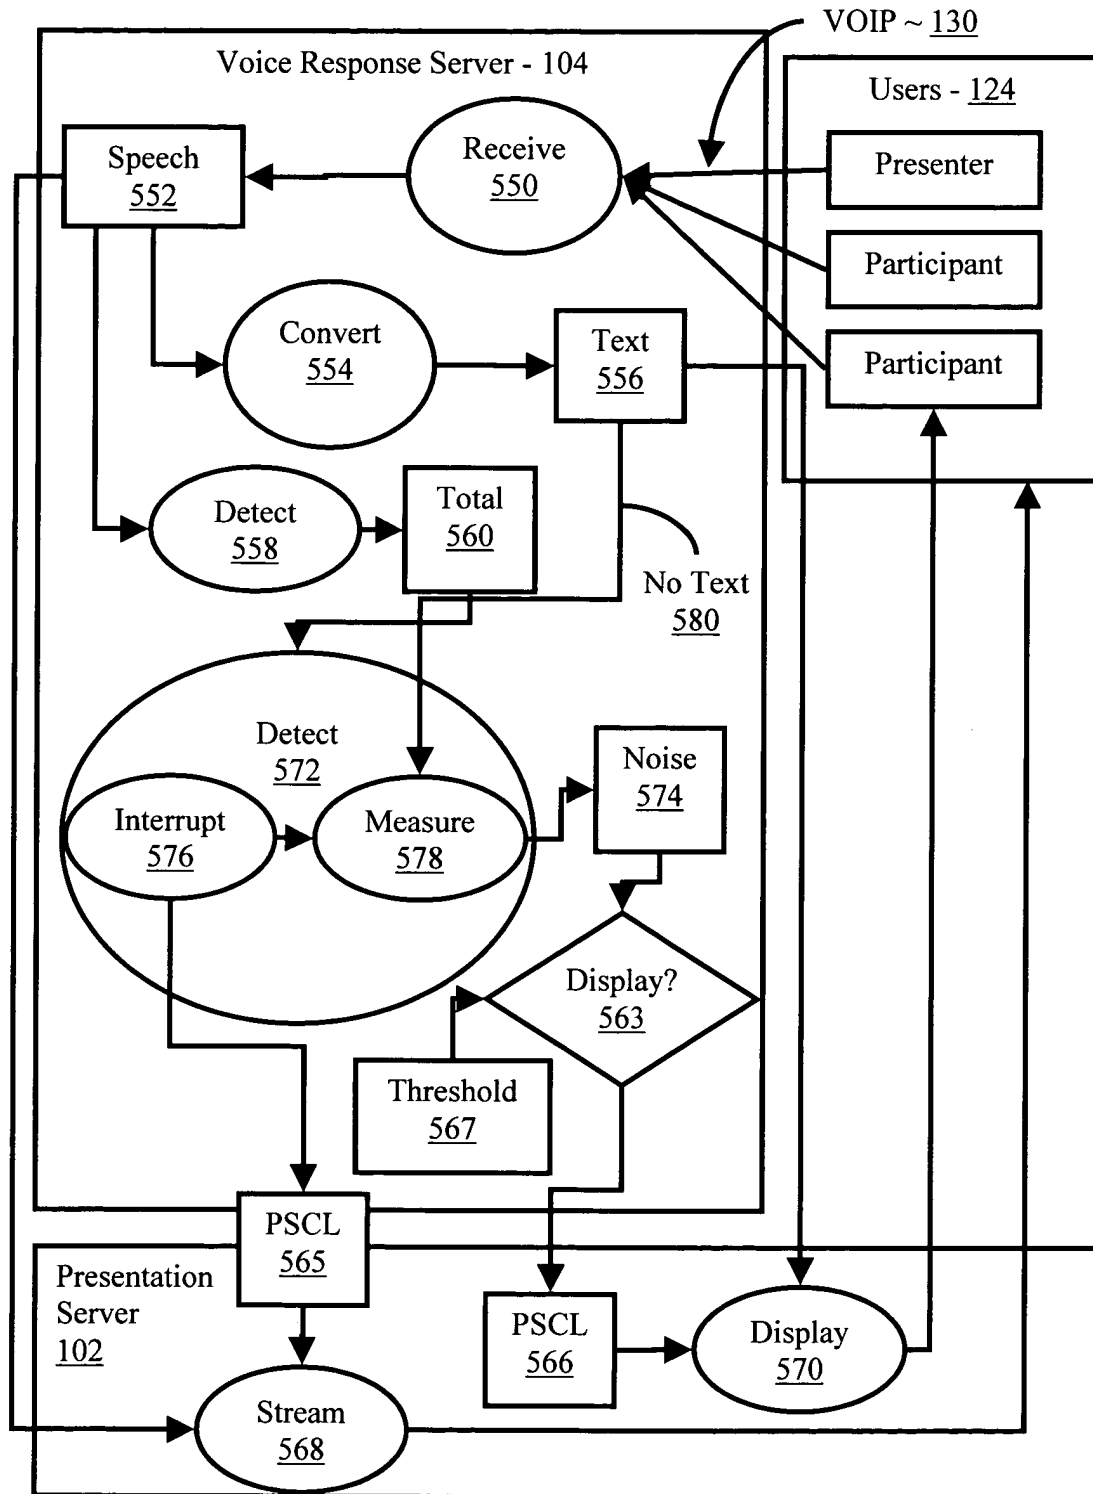 VOIP ~ 130
Voice Response Server - 104
Users - 124
Speech
552
Receive
550
Presenter
Participant
Convert
554
Text
556
Participant
Detect
558
Total
560
No Text
580
Detect
572
Noise
574
Interrupt
576
Measure
578
Display?
563
Threshold
567
PSCL
565
Presentation
Server
102
PSCL
566
Display
570
Stream
568